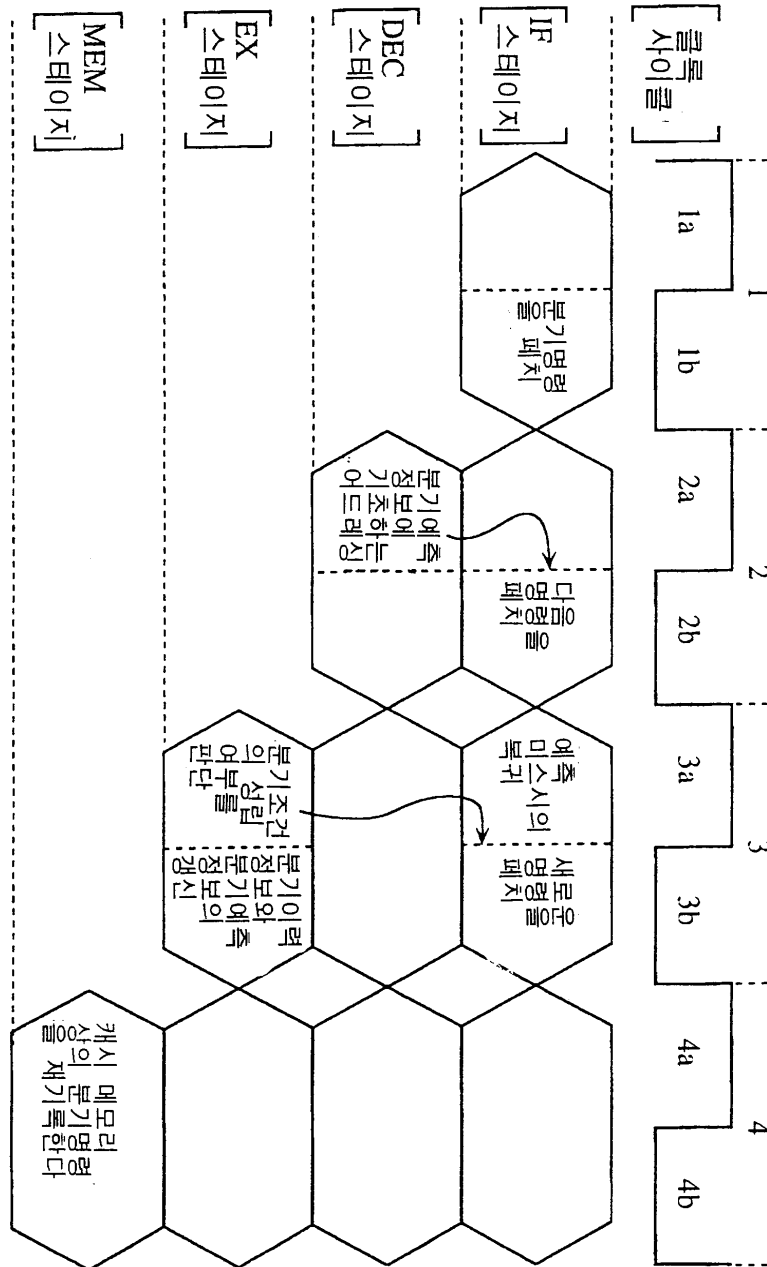 [클록
사이클]
1
2
3
4
1a
1b
2a
2b
3a
3b
4a
4b
[IF
스테이지]
분기명령
을 페치
다음
명령을
페치
예측
미스시의
복귀
새로운
명령을
페치
[DEC
스테이지]
분기예측
정보에
기초하는
어드레싱
[EX
스테이지]
분기조건
의 성립
여부를
판단
분기이력
정보와
분기예측
정보의
갱신
[MEM
스테이지]
캐시 메모리
상의 분기명령
을 재기록한다